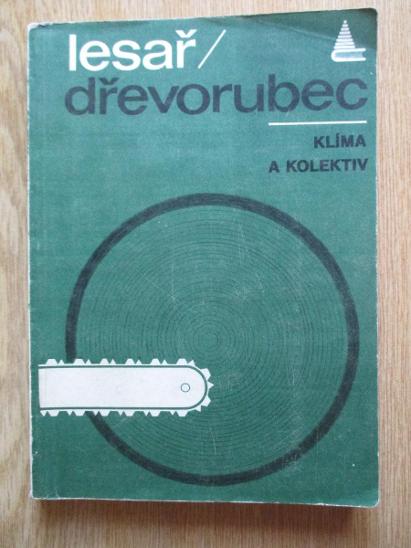 lesař/
dřevorubec
KLÍMA
A KOLEKTIV